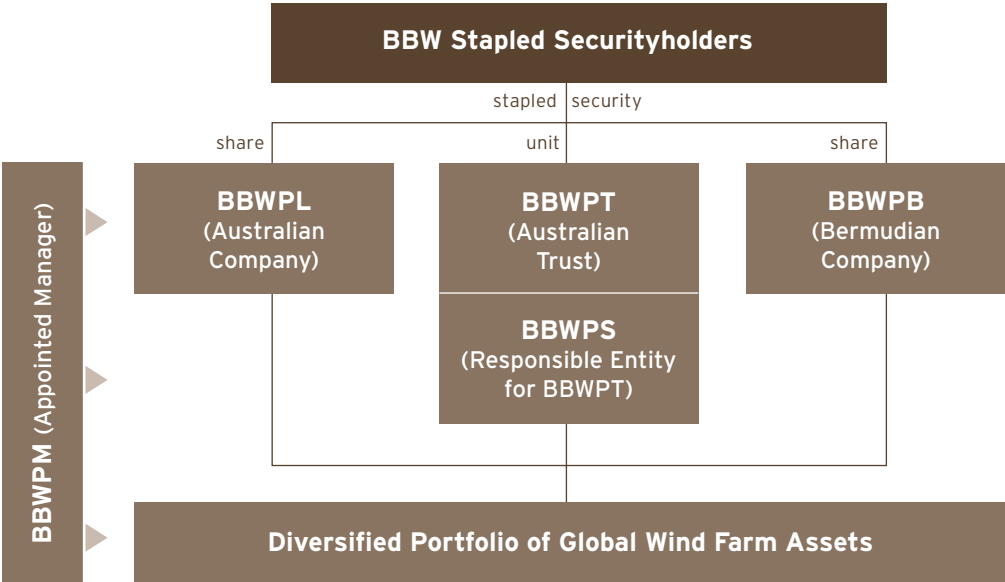 BBW Stapled Securityholders
stapled security
share
unit
share
BBWPM (Appointed Manager)
BBWPL
(Australian
Company)
BBWPT
(Australian
Trust)
BBWPB
(Bermudian
Company)
BBWPS
(Responsible Entity
for BBWPT)
Diversified Portfolio of Global Wind Farm Assets